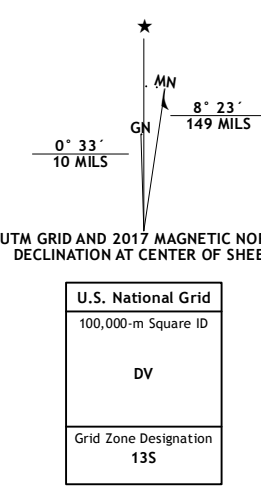 ★
MN
8° 23´
149 MILS
GN
0° 33´
10 MILS
UTM GRID AND 2017 MAGNETIC NOR
DECLINATION AT CENTER OF SHEE
U.S. National Grid
100,000-m Square ID
DV
Grid Zone Designation
13S